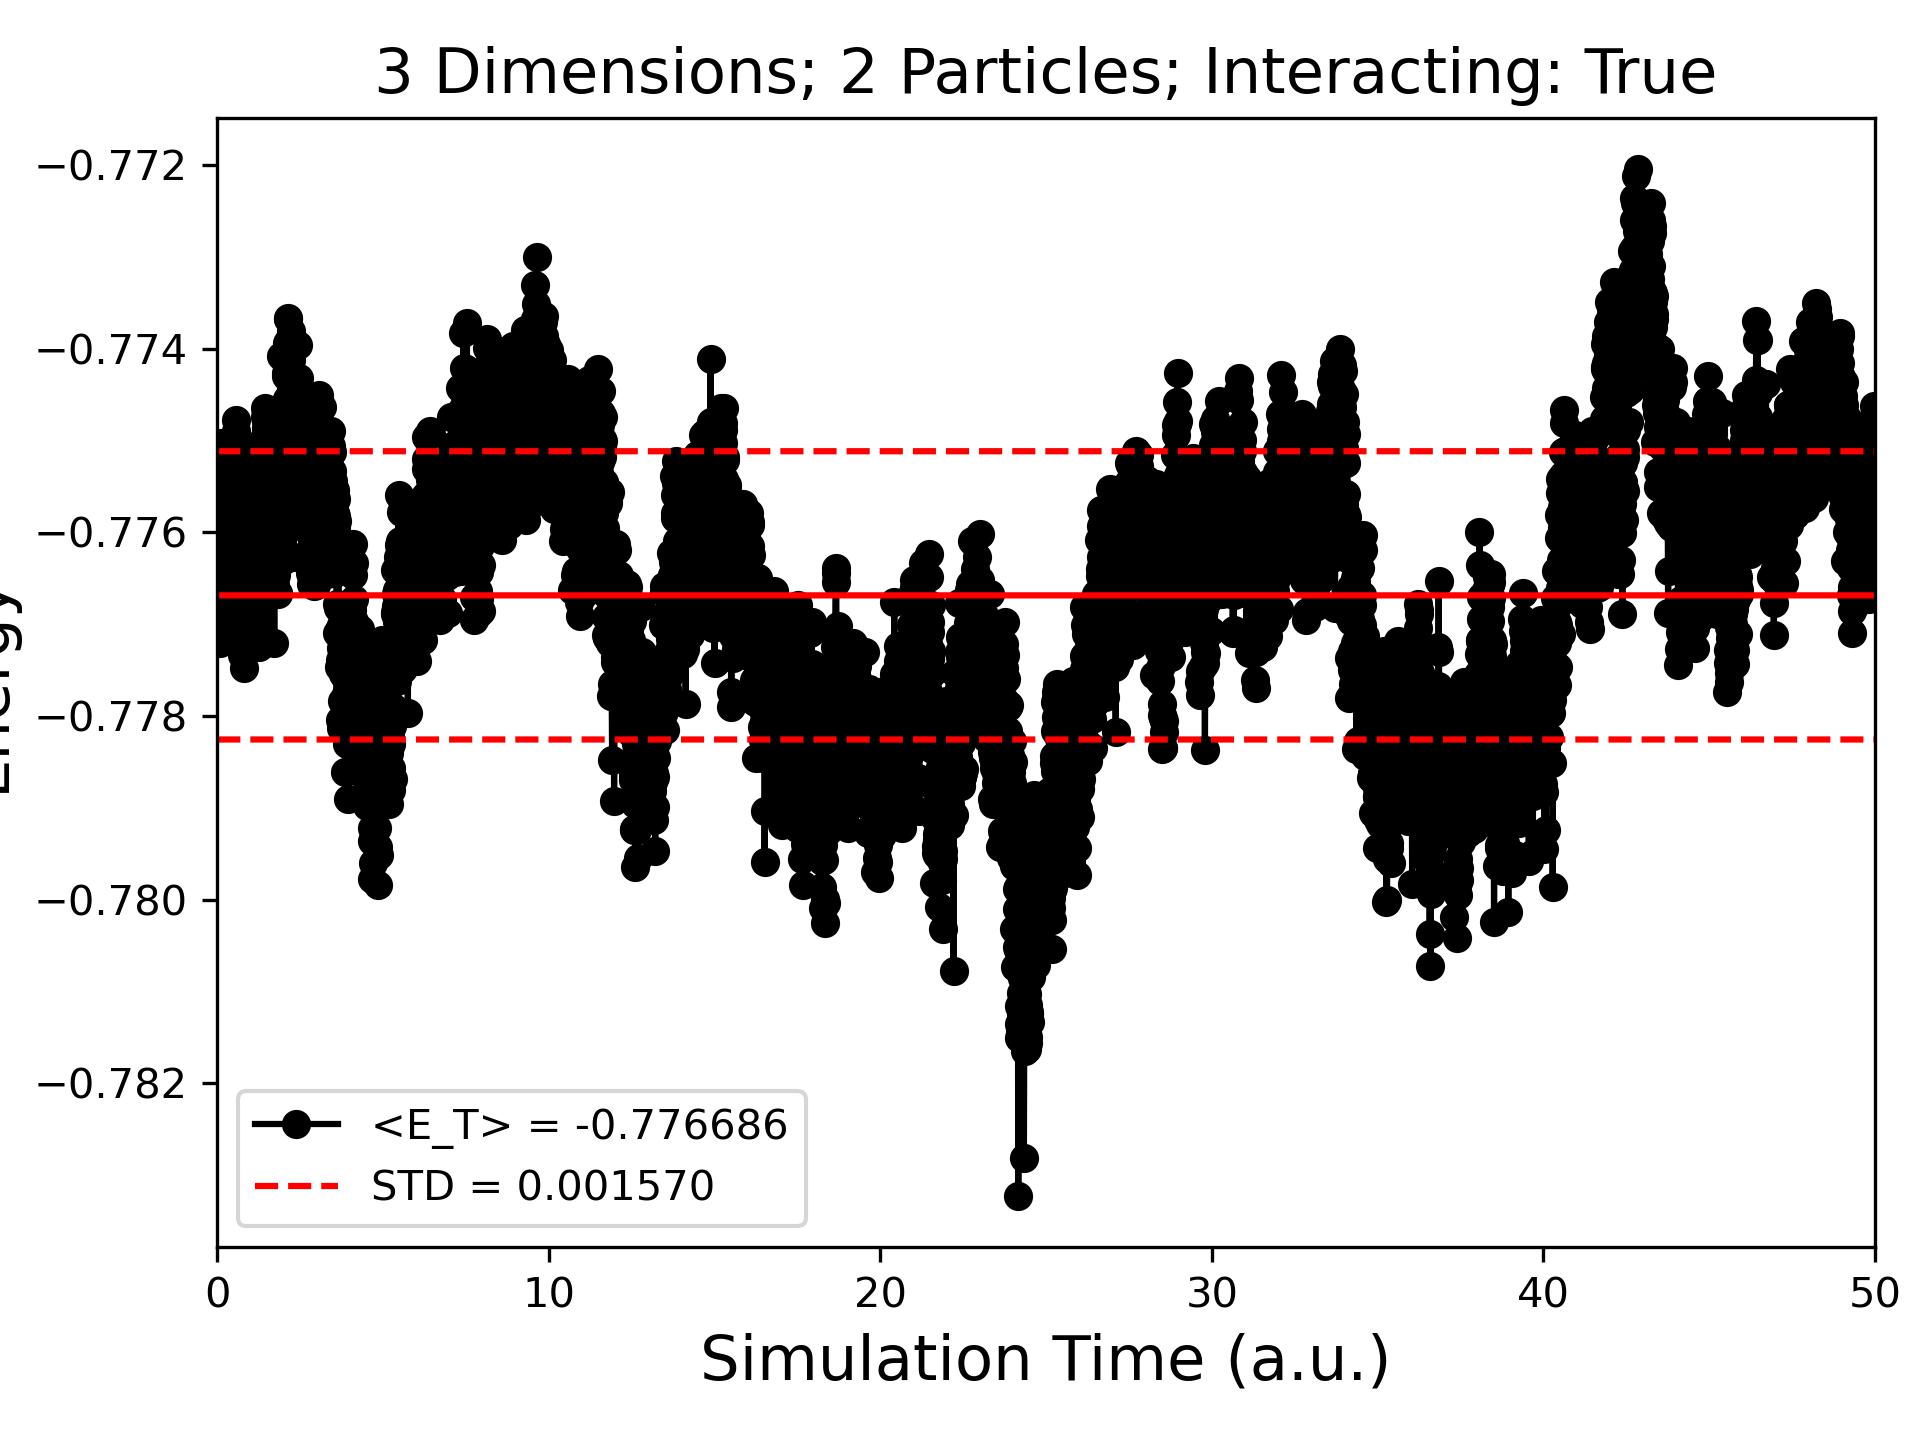 3 Dimensions; 2 Particles; Interacting: True
−0.772
−0.774
−0.776
−0.778
−0.780
−0.782
Energy
<E_T> = -0.776686
STD = 0.001570
0 10 20 30 40 50
Simulation Time (a.u.)